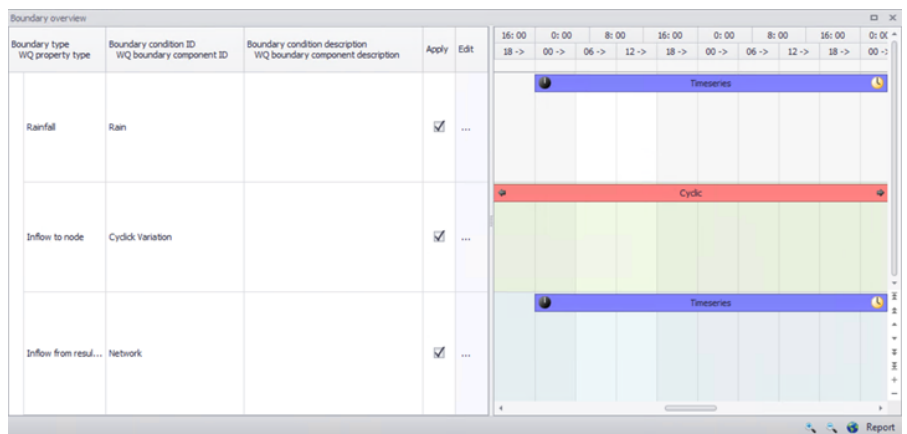 Boundary overview
Boundary type
WQ property type
Boundary condition ID
WQ boundary component ID
Boundary condition description
WQ boundary component description
Apply
Edit
16: 00 0: 00 8: 00 16: 00 0: 00 8: 00 16: 00 0: 0(
18 -> 00 -> 06 -> 12 -> 18 -> 00 -> 06 -> 12 -> 18 -> 00 -:
Timeseries
Rainfall Rain ...
Cyclic
Inflow to node Cyclick Variation ...
Timeseries
Inflow from resul... Network ...
Report